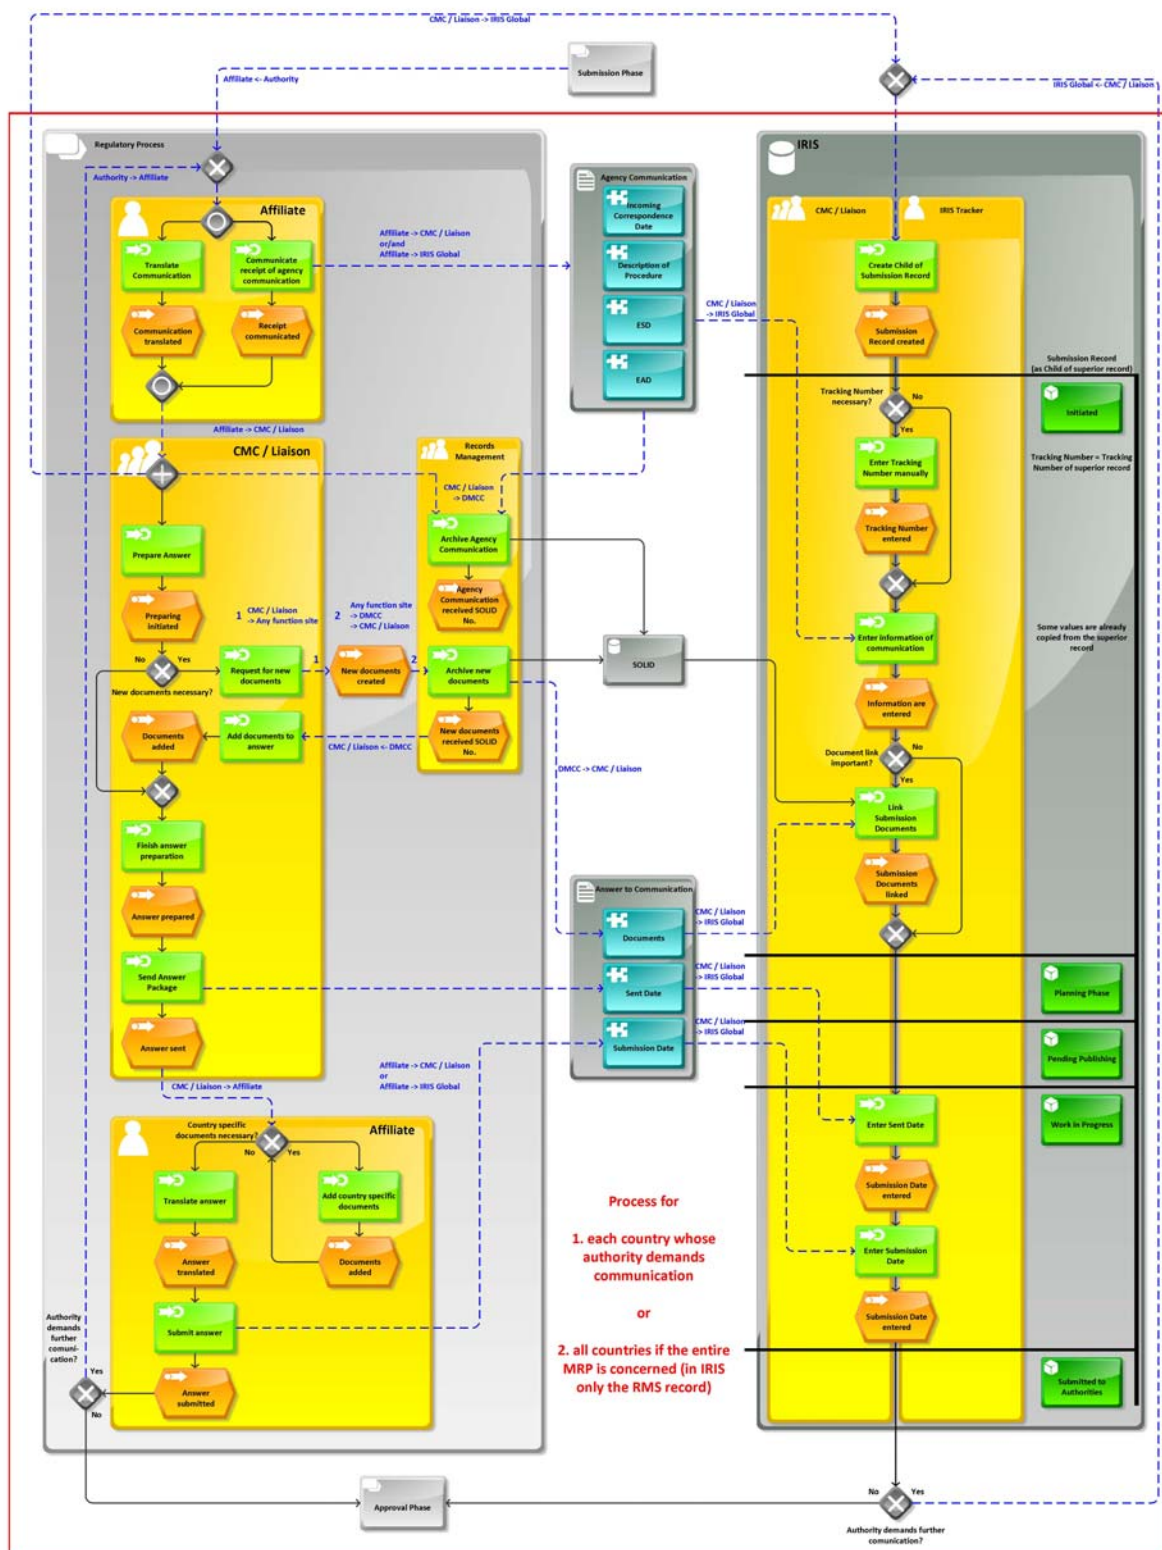 CMC / Liaison -> IRIS Global
Submission Phase
Affiliate <- Authority
IRIS Global <- CMC / Liaison
Regulatory Process
Authority -> Affiliate
Affiliate
Translate
Communication
Communicate
receipt of agency
communication
Communication
translated
Receipt
communicated
Affiliate -> CMC / Liaison
or/and
Affiliate -> IRIS Global
Agency Communication
Incoming
Correspondence
Date
Description of
Procedure
ESD
EAD
CMC / Liaison
-> IRIS Global
IRIS
CMC / Liaison
IRIS Tracker
Create Child of
Submission Record
Submission
Record created
Submission Record
(as Child of superior record)
Initiated
Tracking Number
necessary?
No
Yes
Enter Tracking
Number manually
Tracking Number = Tracking
Number of superior record
Tracking Number
entered
Enter information of
communication
Some values are already
copied from the superior
record
Information are
entered
Document link
important?
No
Yes
Link
Submission
Documents
Submission
Documents
linked
Affiliate -> CMC / Liaison
CMC / Liaison
Records
Management
CMC / Liaison
-> DMCC
Prepare Answer
Archive Agency
Communication
Preparing
initiated
Agency
Communication
received SOLID
No.
1 CMC / Liaison
-> Any function site
2 Any function site
-> DMCC
-> CMC / Liaison
No
Yes
New documents necessary?
Request for new
documents
1
New documents
created
2
Archive new
documents
SOLID
Documents
added
Add documents to
answer
CMC / Liaison <- DMCC
New documents
received SOLID
No.
DMCC -> CMC / Liaison
Finish answer
preparation
Answer prepared
Send Answer
Package
Answer sent
Answer to Communication
Documents
Sent Date
Submission Date
CMC / Liaison
-> IRIS Global
CMC / Liaison
-> IRIS Global
CMC / Liaison
-> IRIS Global
Planning Phase
Pending Publishing
Work in Progress
CMC / Liaison -> Affiliate
Affiliate -> CMC / Liaison
or
Affiliate -> IRIS Global
Country specific
documents necessary?
No
Yes
Affiliate
Translate answer
Add country specific
documents
Answer
translated
Documents
added
Submit answer
Answer
submitted
Enter Sent Date
Submission Date
entered
Enter Submission
Date
Submission Date
entered
Submitted to
Authorities
Process for
1. each country whose
authority demands
communication
or
2. all countries if the entire
MRP is concerned (in IRIS
only the RMS record)
Authority
demands
further
comuni-
cation?
Yes
No
Approval Phase
No
Yes
Authority demands further
comunication?